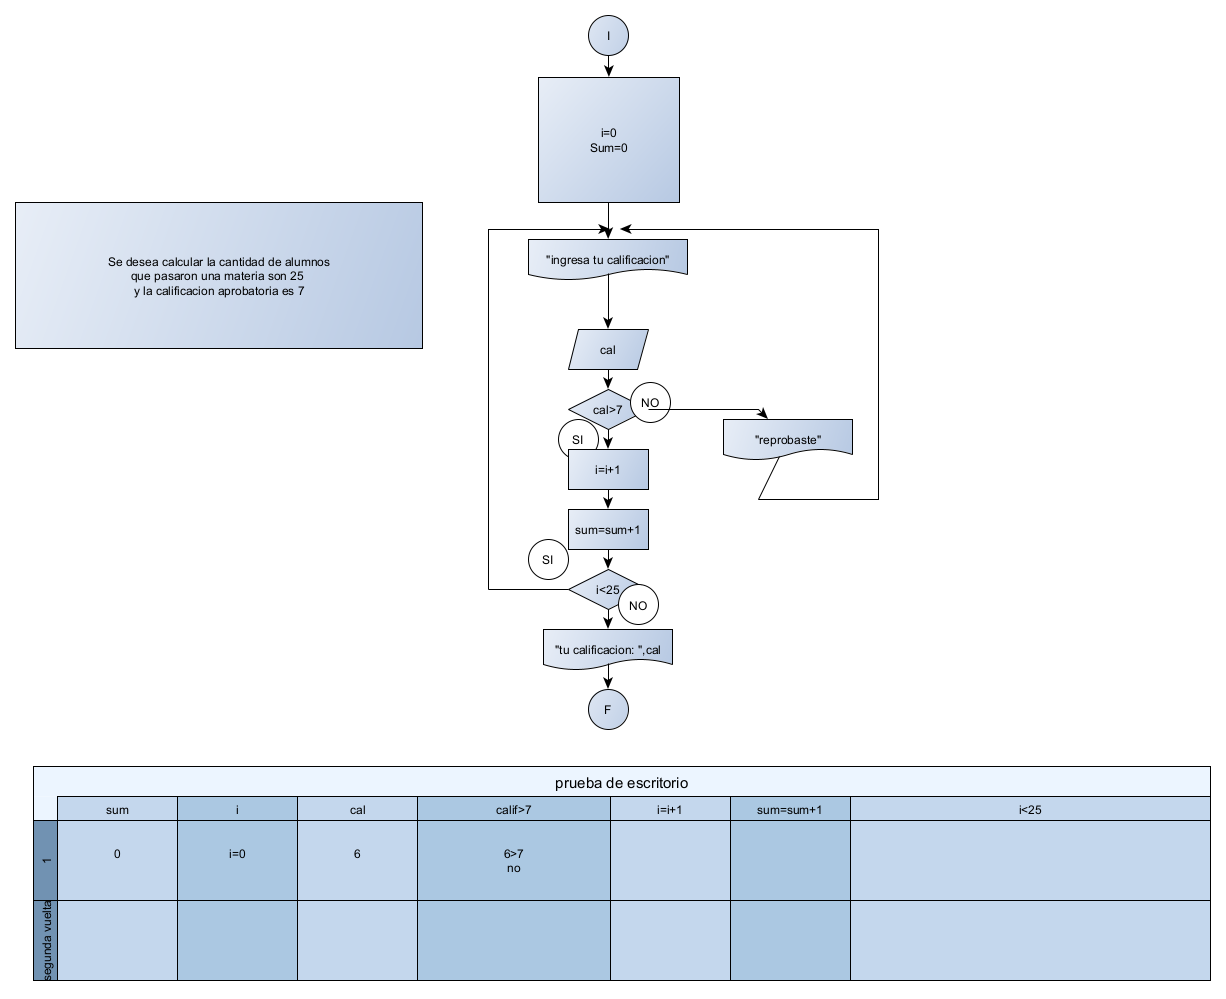 I
i=0
Sum=0
Se desea calcular la cantidad de alumnos
que pasaron una materia son 25
y la calificacion aprobatoria es 7
"ingresa tu calificacion"
cal
cal>7
NO
SI
"reprobaste"
i=i+1
sum=sum+1
SI
i<25
NO
"tu calificacion: ",cal
F
prueba de escritorio
sum i cal calif>7 i=i+1 sum=sum+1 i<25
1
0 i=0 6 6>7
no
segunda vuelta